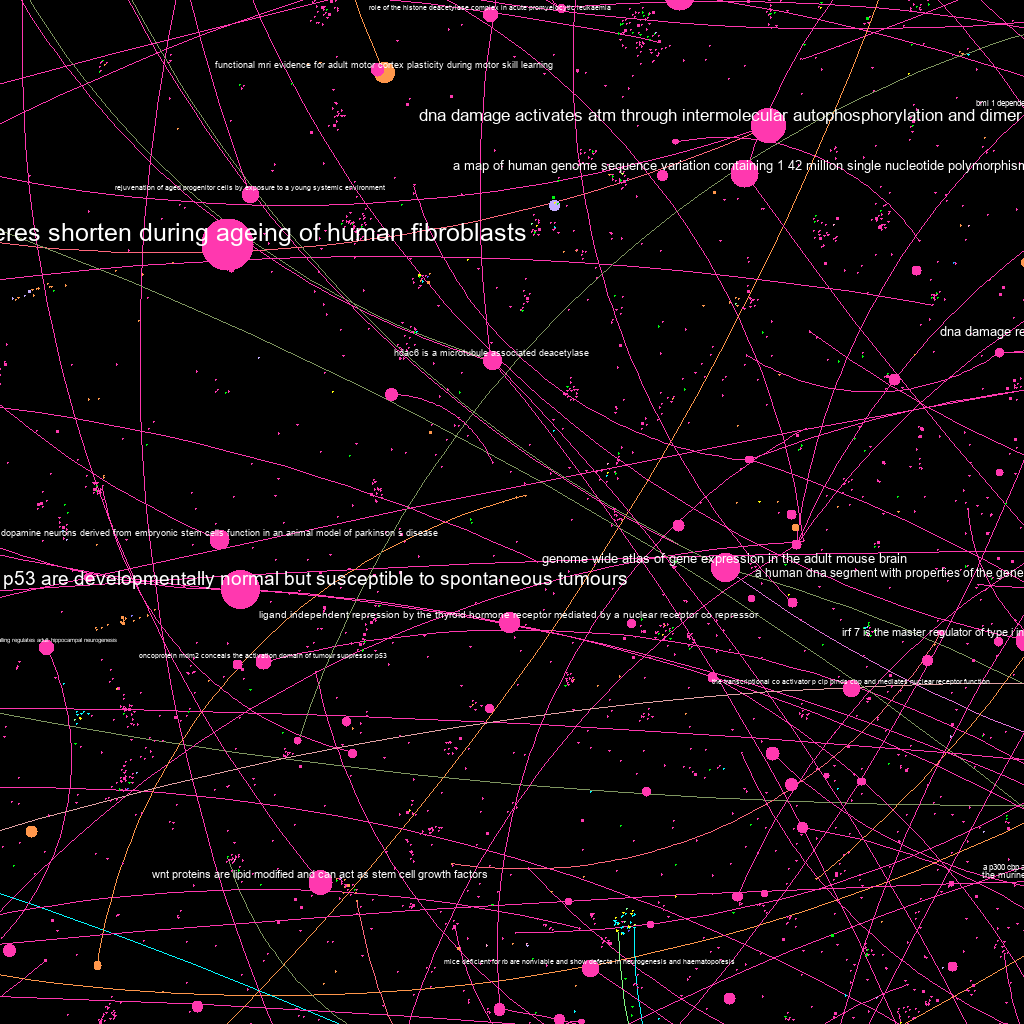 role of the histone deacetylase complex in acute promyelocytic leukaemia
functional mri evidence for adult motor cortex plasticity during motor skill learning
bmi 1 depende
dna damage activates atm through intermolecular autophosphorylation and dimer
a map of human genome sequence variation containing 1 42 million single nucleotide polymorphism
rejuvenation of aged progenitor cells by exposure to a young systemic environment
eres shorten during ageing of human fibroblasts
dna damage re
hdac6 is a microtubule associated deacetylase
dopamine neurons derived from embryonic stem cells function in an animal model of parkinson s disease
genome wide atlas of gene expression in the adult mouse brain
a human dna segment with properties of the gene
p53 are developmentally normal but susceptible to spontaneous tumours
ligand independent repression by the thyroid hormone receptor mediated by a nuclear receptor co repressor
irf 7 is the master regulator of type i in
alling regulates adult hippocampal neurogenesis
oncoprotein mdm2 conceals the activation domain of tumour suppressor p53
the transcriptional co activator p cip binds cbp and mediates nuclear receptor function
a p300 cbp a
the murine
wnt proteins are lipid modified and can act as stem cell growth factors
mice deficient for rb are nonviable and show defects in neurogenesis and haematopoiesis